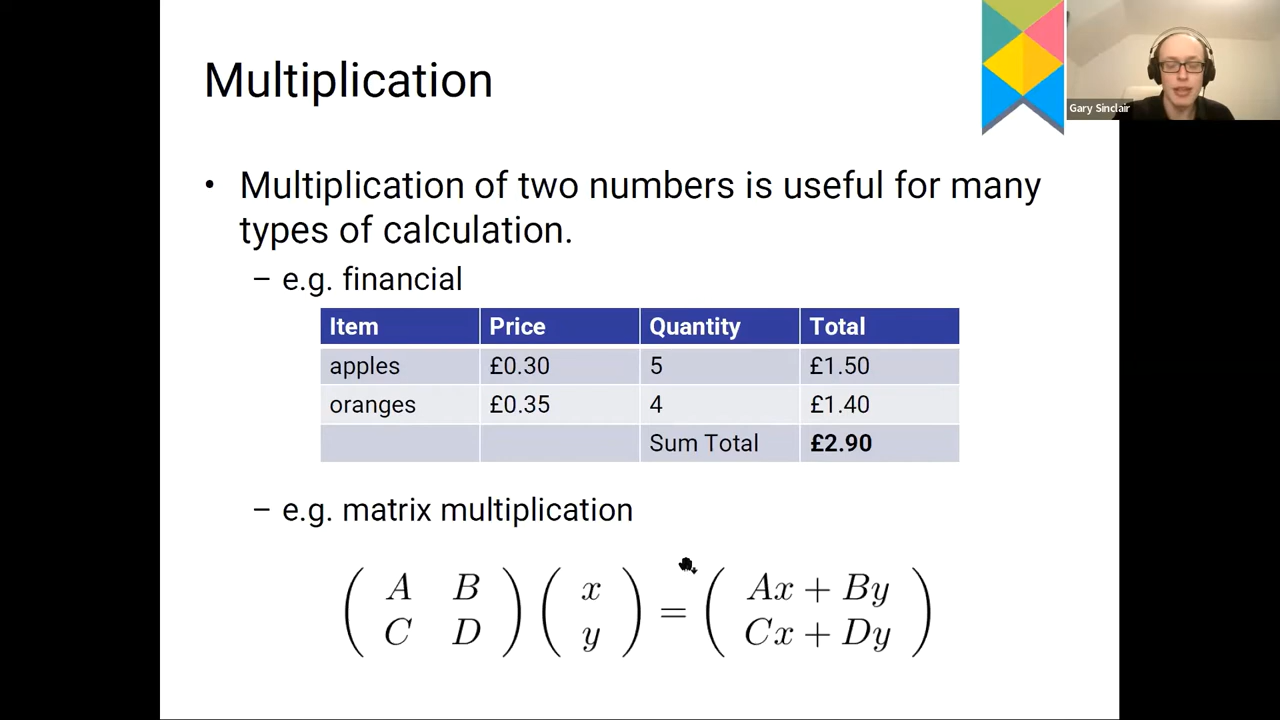 Multiplication
Gary Sinclair
• Multiplication of two numbers is useful for many
types of calculation.
– e.g. financial
Item Price Quantity Total
apples £0.30 5 £1.50
oranges £0.35 4 £1.40
Sum Total £2.90
– e.g. matrix multiplication
( A B ) ( x ) = ( Ax + By )
( C D ) ( y ) ( Cx + Dy )